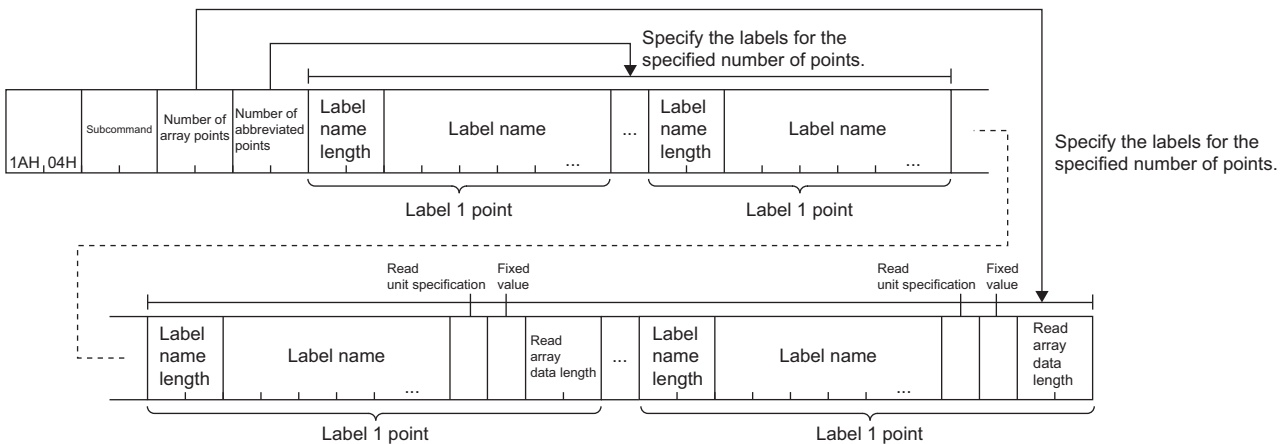 Specify the labels for the
specified number of points.
1AH 04H
Subcommand
Number of
array points
Number of
abbreviated
points
Label
name
length
Label name
...
...
Label
name
length
Label name
...
Specify the labels for the
specified number of points.
Label 1 point
Label 1 point
Read
unit specification
Fixed
value
Read
unit specification
Fixed
value
Label
name
length
Label name
...
Read
array
data length
...
Label
name
length
Label name
...
Read
array
data
length
Label 1 point
Label 1 point